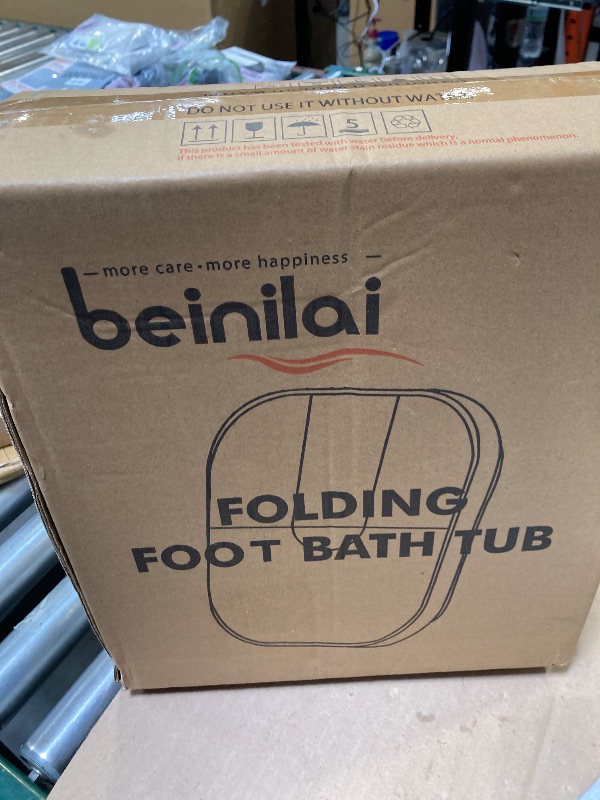 DO NOT USE IT WITHOUT
5
This product has been tested with water before delivery,
if there is a small amount of water stain residue which is a normal phenomenon.
— more care • more happiness —
beinilai
FOLDING
FOOT BATH TUB